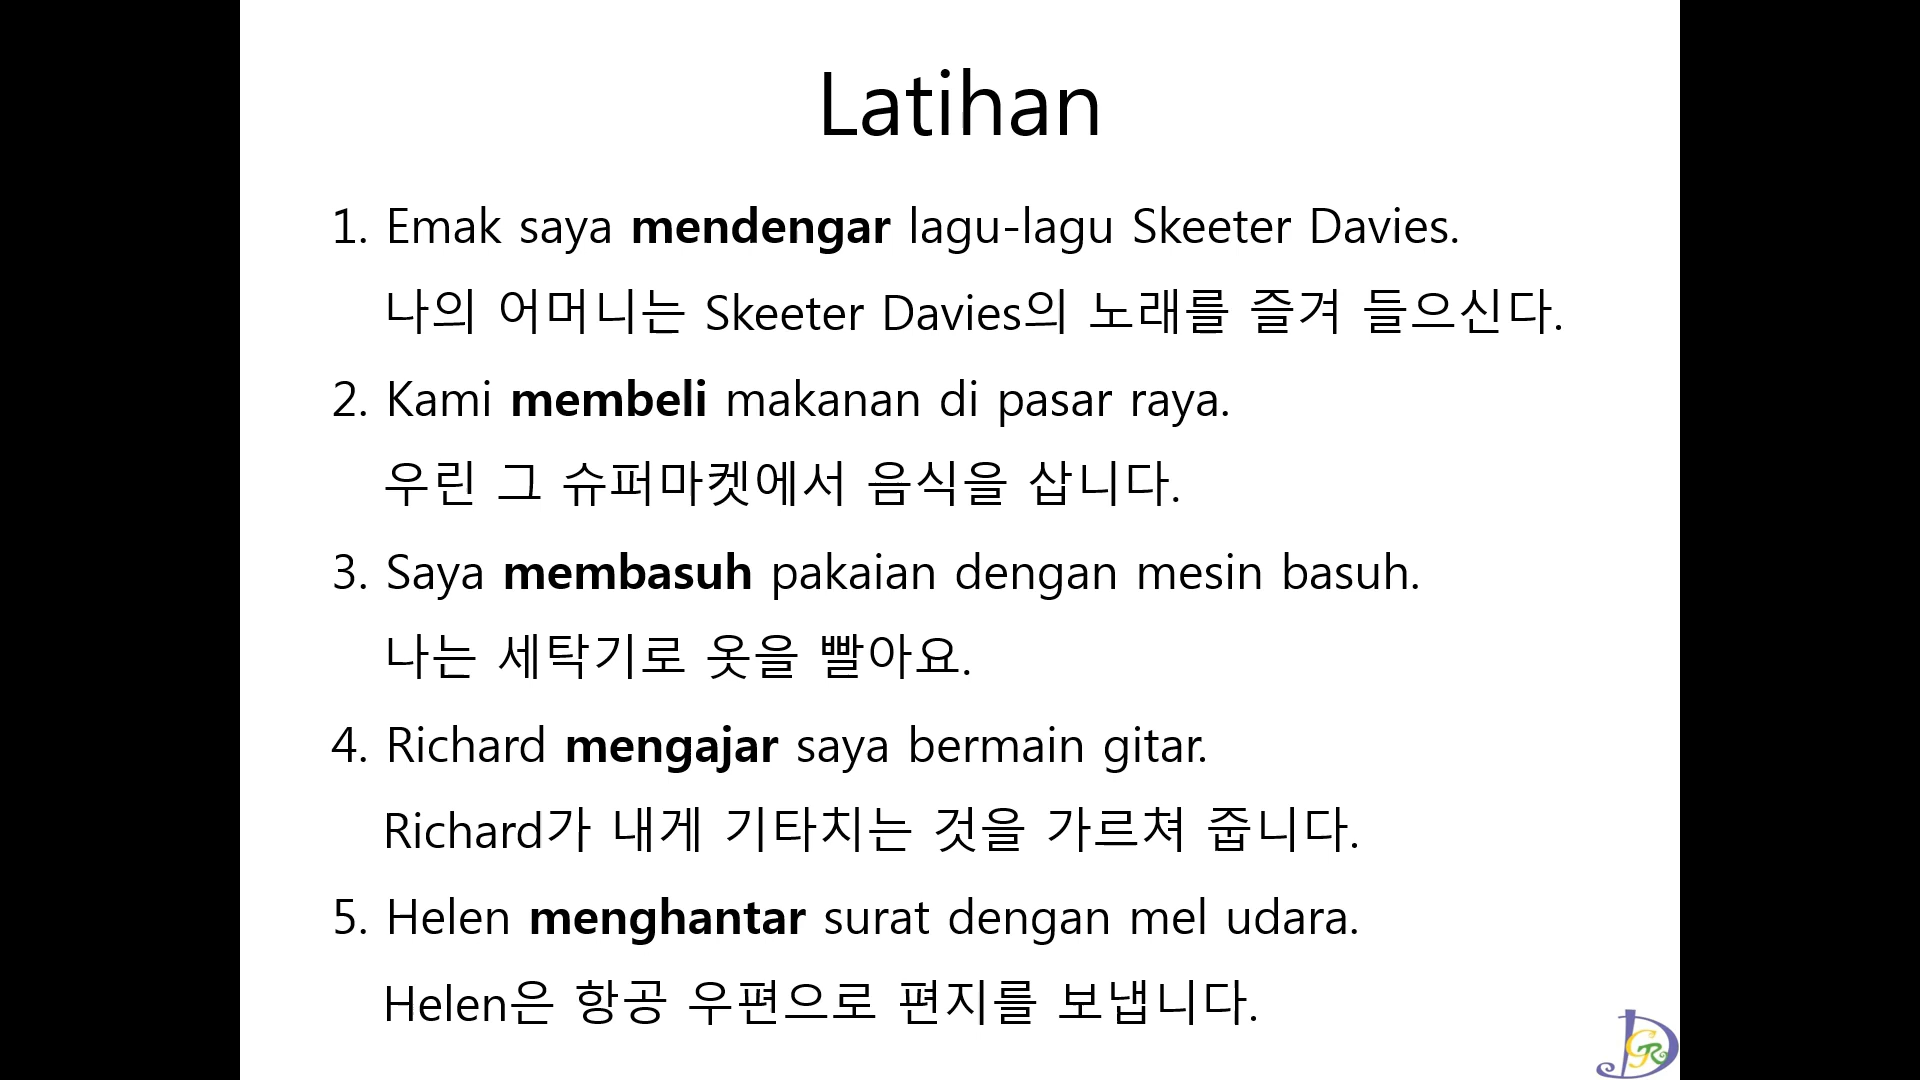 Latihan
1. Emak saya mendengar lagu-lagu Skeeter Davies.
나의 어머니는 Skeeter Davies의 노래를 즐겨 들으신다.
2. Kami membeli makanan di pasar raya.
우린 그 슈퍼마켓에서 음식을 삽니다.
3. Saya membasuh pakaian dengan mesin basuh.
나는 세탁기로 옷을 빨아요.
4. Richard mengajar saya bermain gitar.
Richard가 내게 기타치는 것을 가르쳐 줍니다.
5. Helen menghantar surat dengan mel udara.
Helen은 항공 우편으로 편지를 보냅니다.